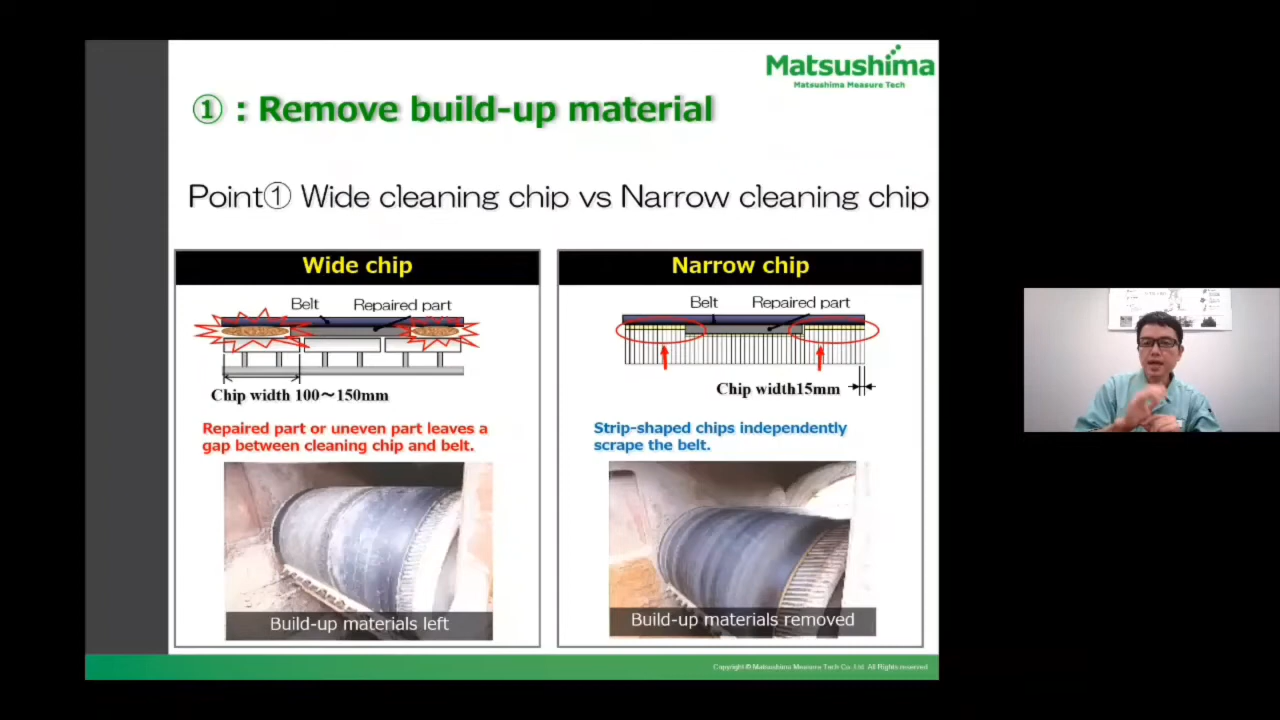 Matsushima
Matsushima Measure Tech
① : Remove build-up material
Point① Wide cleaning chip vs Narrow cleaning chip
Wide chip
Belt Repaired part
Chip width 100～150mm
Repaired part or uneven part leaves a
gap between cleaning chip and belt.
Build-up materials left
Narrow chip
Belt Repaired part
Chip width15mm
Strip-shaped chips independently
scrape the belt.
Build-up materials removed
Copyright © Matsushima Measure Tech Co.,Ltd. All Rights reserved